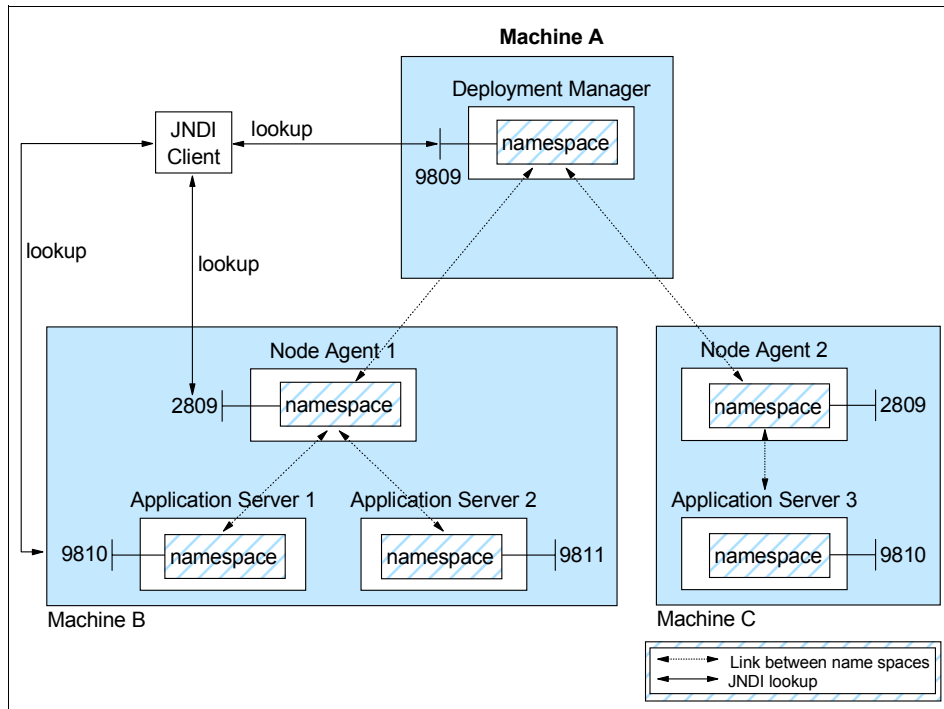 Machine A
Deployment Manager
JNDI
Client
lookup
namespace
9809
lookup
lookup
Node Agent 1
Node Agent 2
2809
namespace
namespace
2809
Application Server 1
Application Server 2
Application Server 3
9810
namespace
namespace
9811
namespace
9810
Machine B
Machine C
Link between name spaces
JNDI lookup